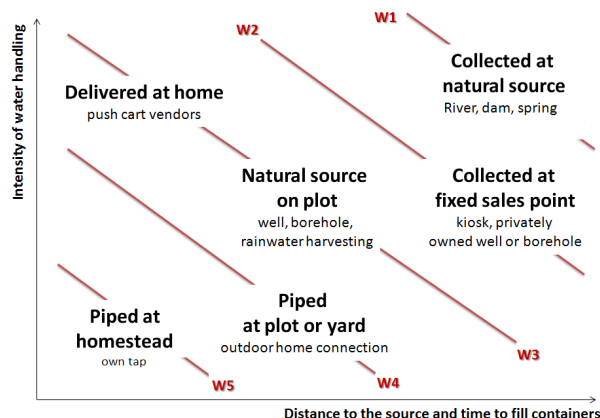 Intensity of water handing
W1
W2
Collected at
natural source
River, dam, spring
Delivered at home
push cart vendors
Natural source
on plot
well, borehole,
rainwater harvesting
Collected at
fixed sales point
kiosk, privately
owned well or borehole
Piped at
homestead
own tap
Piped
at plot or yard
outdoor home connection
W3
W4
W5
Distance to the source and time to fill containers